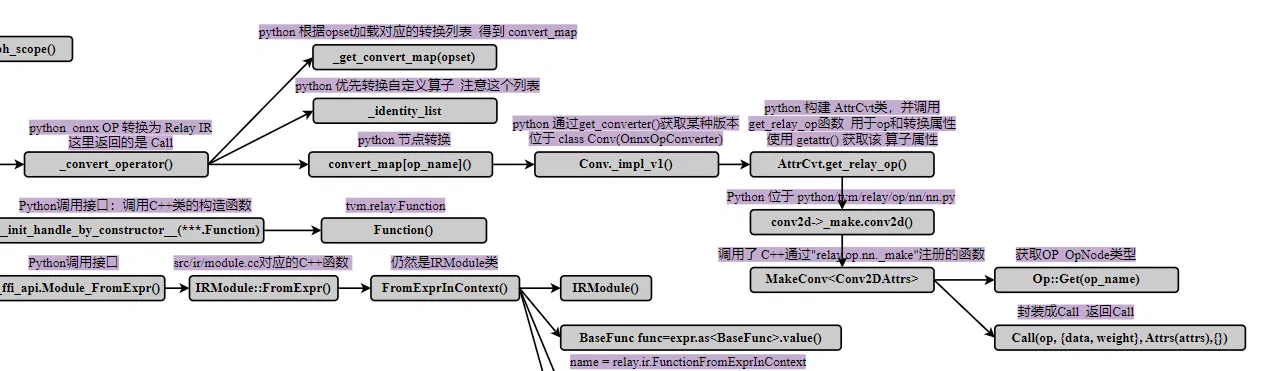 python 根据opset加载对应的转换列表 得到 convert_map
ph_scope()
_get_convert_map(opset)
python 优先转换自定义算子 注意这个列表
_identity_list
python onnx OP 转换为 Relay IR
这里返回的是 Call
_convert_operator()
python 节点转换
convert_map[op_name]()
python 通过get_converter()获取某种版本
位于 class Conv(OnnxOpConverter)
Conv._impl_v1()
python 构建 AttrCvt类，并调用
get_relay_op函数 用于op和转换属性
使用 getattr() 获取该 算子属性
AttrCvt.get_relay_op()
Python 位于 python/tvm/relay/op/nn/nn.py
conv2d->_make.conv2d()
Python调用接口：调用C++类的构造函数
_init_handle_by_constructor__(***.Function)
tvm.relay.Function
Function()
调用了 C++通过"relay.op.nn._make"注册的函数
MakeConv<Conv2DAttrs>
获取OP OpNode类型
Op::Get(op_name)
封装成Call 返回Call
Call(op, {data, weight}, Attrs(attrs),{})
Python调用接口
_ffi_api.Module_FromExpr()
src/ir/module.cc对应的C++函数
IRModule::FromExpr()
仍然是IRModule类
FromExprInContext()
IRModule()
BaseFunc func=expr.as<BaseFunc>.value()
name = relay.ir.FunctionFromExprInContext